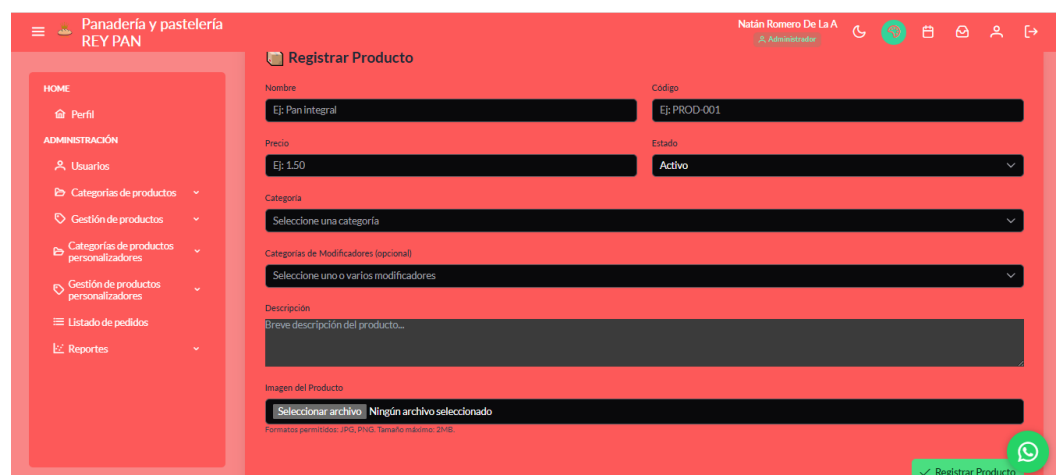 Panadería y pastelería
REY PAN
Natán Romero De La A
Administrador
HOME
Perfil
ADMINISTRACIÓN
Usuarios
Categorias de productos
Gestión de productos
Categorías de productos
personalizadores
Gestión de productos
personalizadores
Listado de pedidos
Reportes
Registrar Producto
Nombre
Código
Ej: Pan integral
Ej: PROD-001
Precio
Estado
Ej: 1.50
Activo
Categoría
Seleccione una categoría
Categorías de Modificadores (opcional)
Seleccione uno o varios modificadores
Descripción
Breve descripción del producto...
Imagen del Producto
Seleccionar archivo Ningún archivo seleccionado
Formatos permitidos: JPG, PNG. Tamaño máximo: 2MB.
Registrar Producto